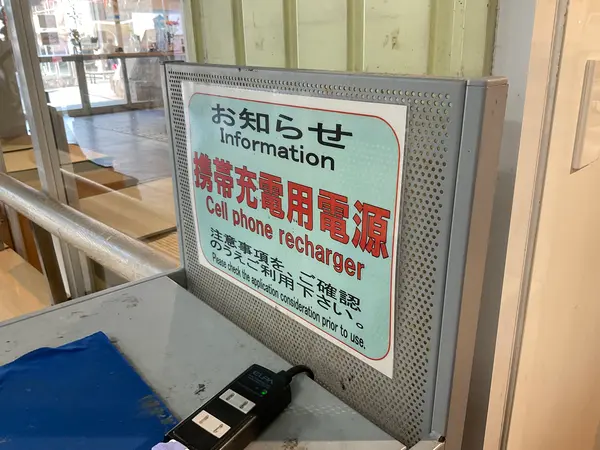 お知らせ
Information
携帯充電用電源
Cell phone recharger
注意事項を、ご確認
のうえご利用下さい。
Please check the application consideration prior to use.